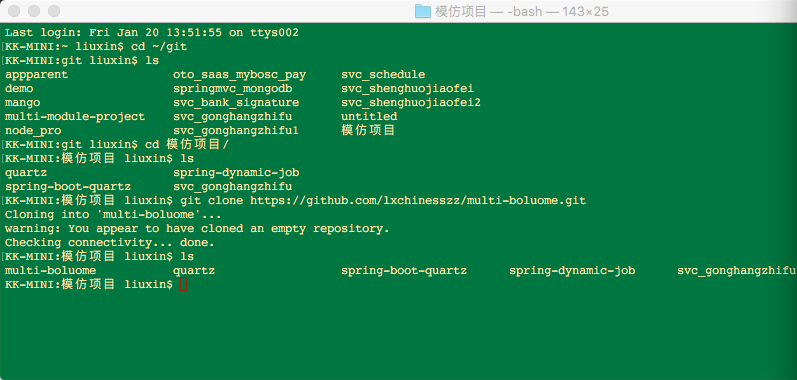 模仿项目 — -bash — 143×25
Last login: Fri Jan 20 13:51:55 on ttys002
[KK-MINI:~ liuxin$ cd ~/git
[KK-MINI:git liuxin$ ls
appparent oto_saas_mybosc_pay svc_schedule
demo springmvc_mongodb svc_shenghuojiaofei
mango svc_bank_signature svc_shenghuojiaofei2
multi-module-project svc_gonghangzhifu untitled
node_pro svc_gonghangzhifu1 模仿项目
[KK-MINI:git liuxin$ cd 模仿项目/
[KK-MINI:模仿项目 liuxin$ ls
quartz spring-dynamic-job
spring-boot-quartz svc_gonghangzhifu
[KK-MINI:模仿项目 liuxin$ git clone https://github.com/lxchinesszz/multi-boluome.git
Cloning into 'multi-boluome'...
warning: You appear to have cloned an empty repository.
Checking connectivity... done.
[KK-MINI:模仿项目 liuxin$ ls
multi-boluome quartz spring-boot-quartz spring-dynamic-job svc_gonghangzhifu
KK-MINI:模仿项目 liuxin$